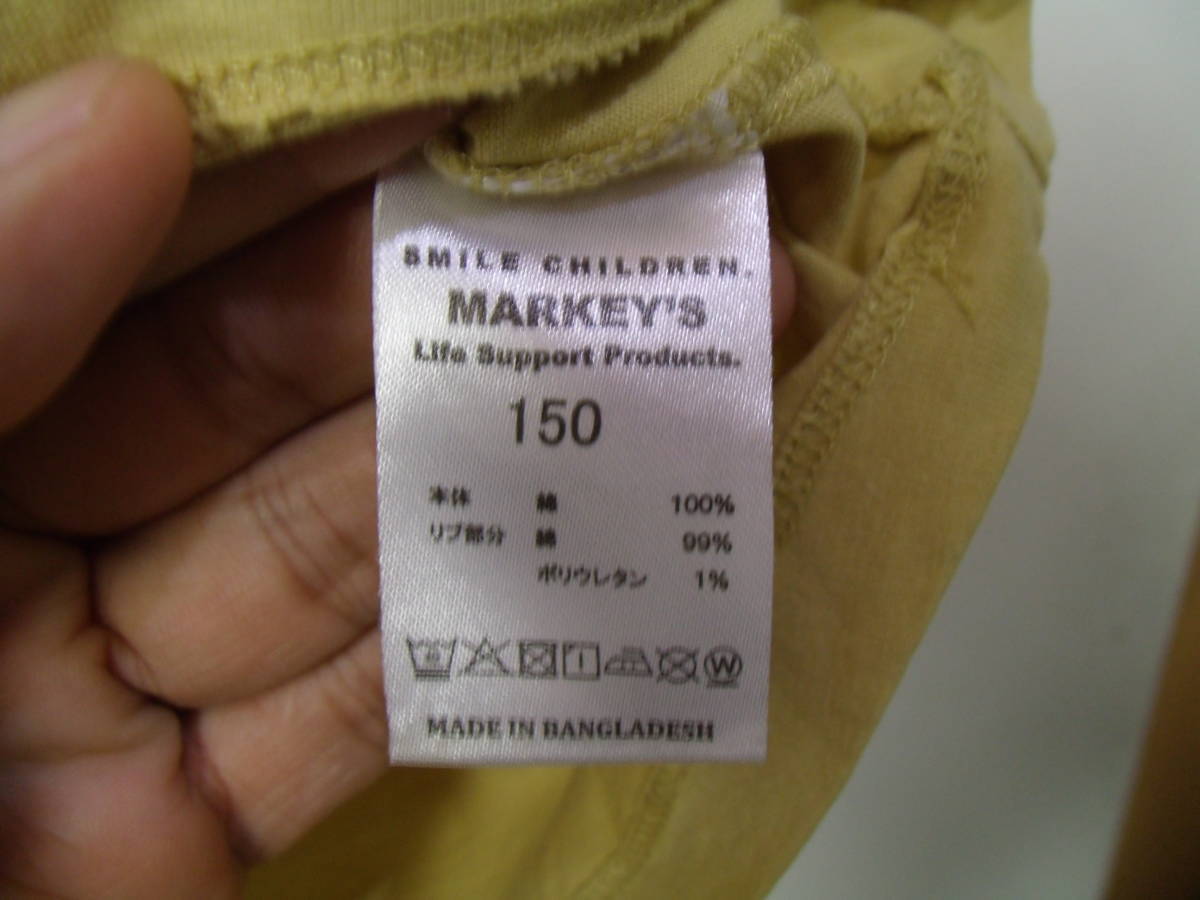 SMILE CHILDREN.
MARKEY'S
Life Support Products.
150
本体 綿 100%
リブ部分 綿 99%
ポリウレタン 1%
W
MADE IN BANGLADESH